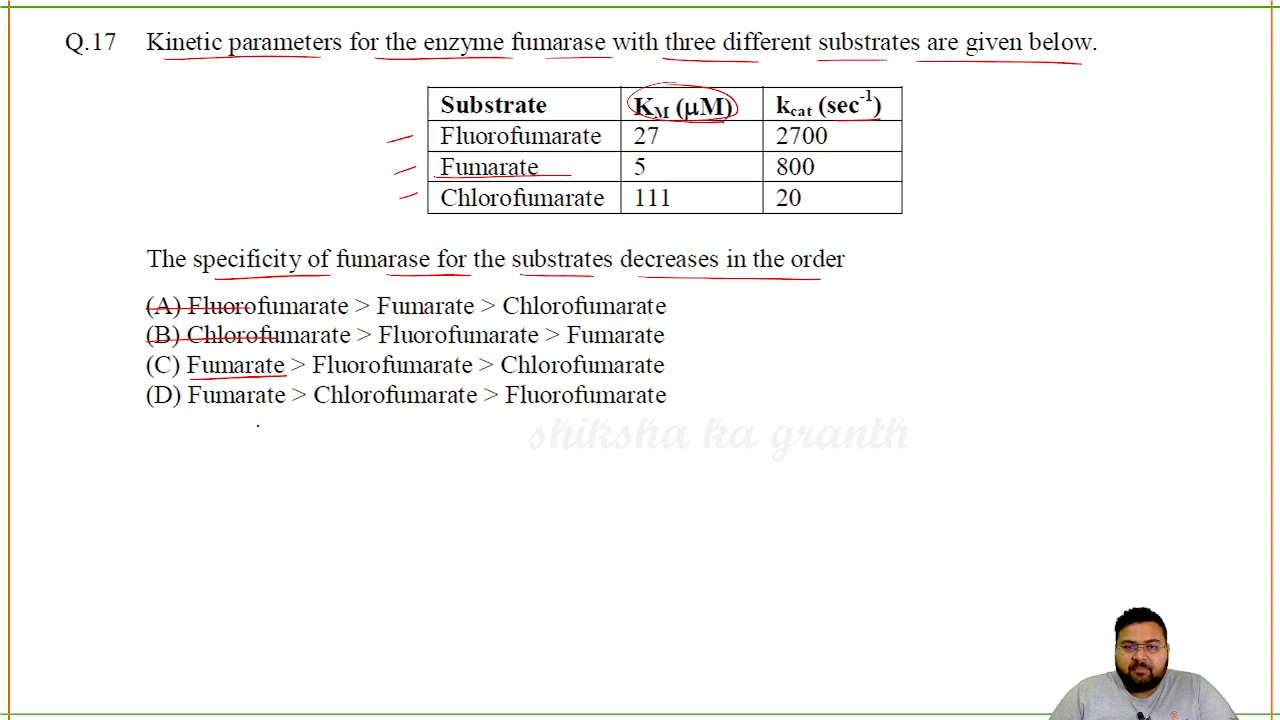 Q.17 Kinetic parameters for the enzyme fumarase with three different substrates are given below.
Substrate K_M (μM) k_cat (sec⁻¹)
Fluorofumarate 27 2700
Fumarate 5 800
Chlorofumarate 111 20
The specificity of fumarase for the substrates decreases in the order
(A) Fluorofumarate > Fumarate > Chlorofumarate
(B) Chlorofumarate > Fluorofumarate > Fumarate
(C) Fumarate > Fluorofumarate > Chlorofumarate
(D) Fumarate > Chlorofumarate > Fluorofumarate
shiksha ka granth